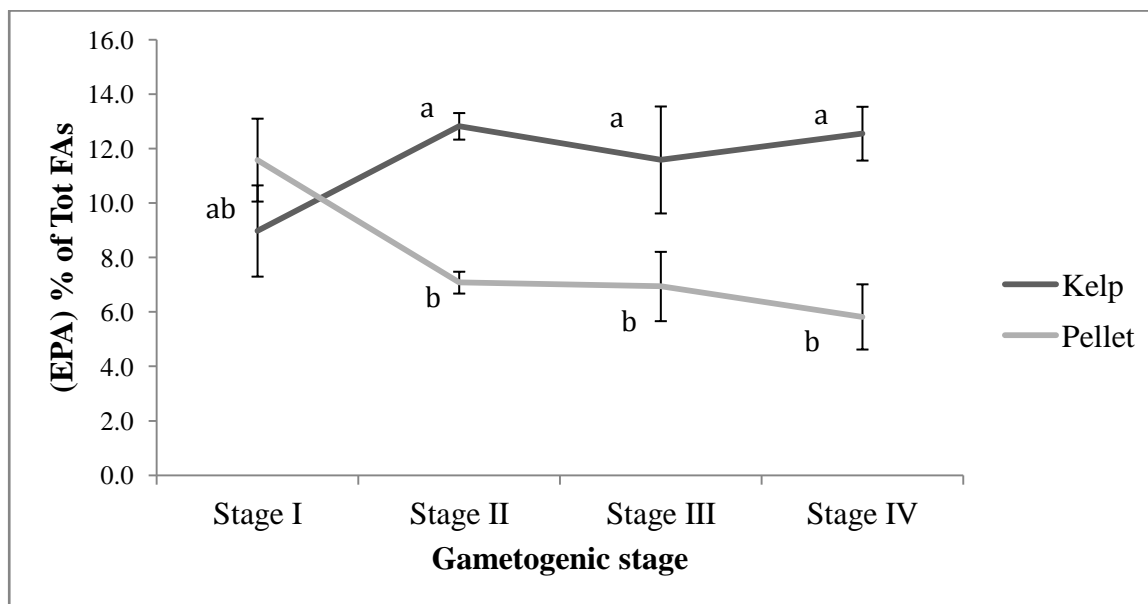 16.0
14.0
12.0
10.0
8.0
6.0
4.0
2.0
0.0
(EPA) % of Tot FAs
ab
a
a
a
b
b
b
Kelp
Pellet
Stage I
Stage II
Stage III
Stage IV
Gametogenic stage